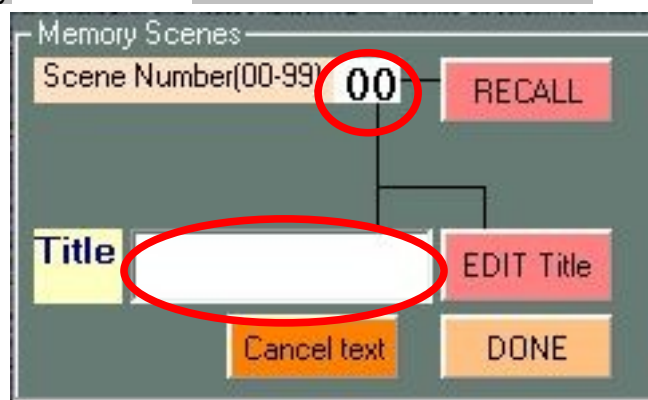 Memory Scenes
Scene Number(00-99) 00 RECALL
Title EDIT Title
Cancel text DONE